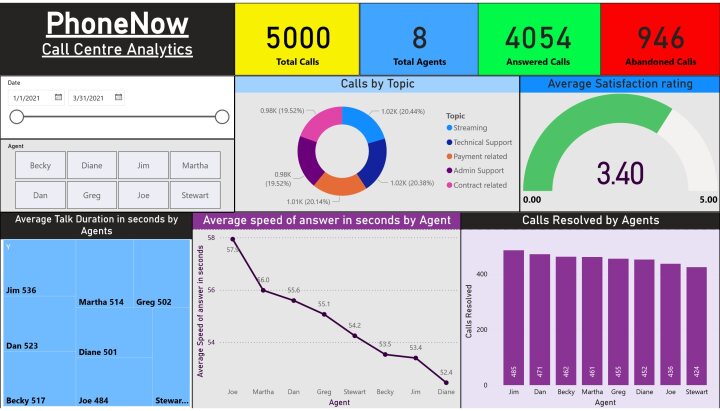 PhoneNow
Call Centre Analytics
5000
Total Calls
8
Total Agents
4054
Answered Calls
946
Abandoned Calls
Date
1/1/2021 3/31/2021
Agent
Becky Diane Jim Martha
Dan Greg Joe Stewart
Calls by Topic
0.98K (19.52%)
1.02K (20.44%)
0.98K
(19.52%)
1.02K (20.38%)
1.01K (20.14%)
Topic
Streaming
Technical Support
Payment related
Admin Support
Contract related
Average Satisfaction rating
3.40
0.00 5.00
Average Talk Duration in seconds by
Agents
Y
Jim 536
Martha 514
Greg 502
Dan 523
Diane 501
Becky 517
Joe 484
Stewar...
Average speed of answer in seconds by Agent
Average Speed of answer in seconds
58
56
54
56.0
55.6
55.1
54.2
53.5
53.4
52.4
Joe Martha Dan Greg Stewart Becky Jim Diane
Agent
Calls Resolved by Agents
Calls Resolved
400
200
0
485 471 462 461 455 452 436 424
Jim Dan Becky Martha Greg Diane Joe Stewart
Agent